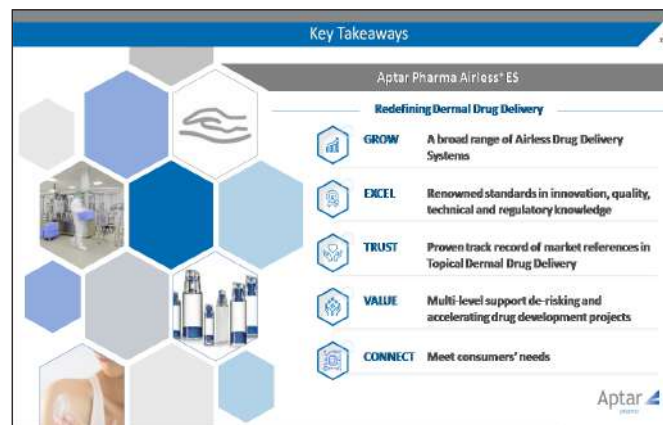 Key Takeaways
Aptar Pharma Airless⁺ ES
Redefining Dermal Drug Delivery
GROW
A broad range of Airless Drug Delivery
Systems
EXCEL
Renowned standards in innovation, quality,
technical and regulatory knowledge
TRUST
Proven track record of market references in
Topical Dermal Drug Delivery
VALUE
Multi-level support de-risking and
accelerating drug development projects
CONNECT
Meet consumers' needs
Aptar
pharma